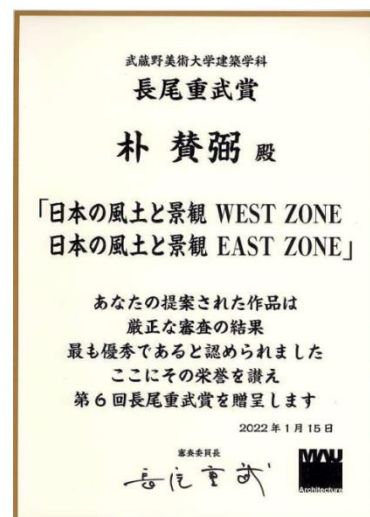 武蔵野美術大学建築学科
長尾重武賞
朴 賛弼 殿
「日本の風土と景観 WEST ZONE
日本の風土と景観 EAST ZONE」
あなたの提案された作品は
厳正な審査の結果
最も優秀であると認められました
ここにその栄誉を讃え
第6回長尾重武賞を贈呈します
2022年1月15日
審査委員長
長尾重武
MAU
Architecture